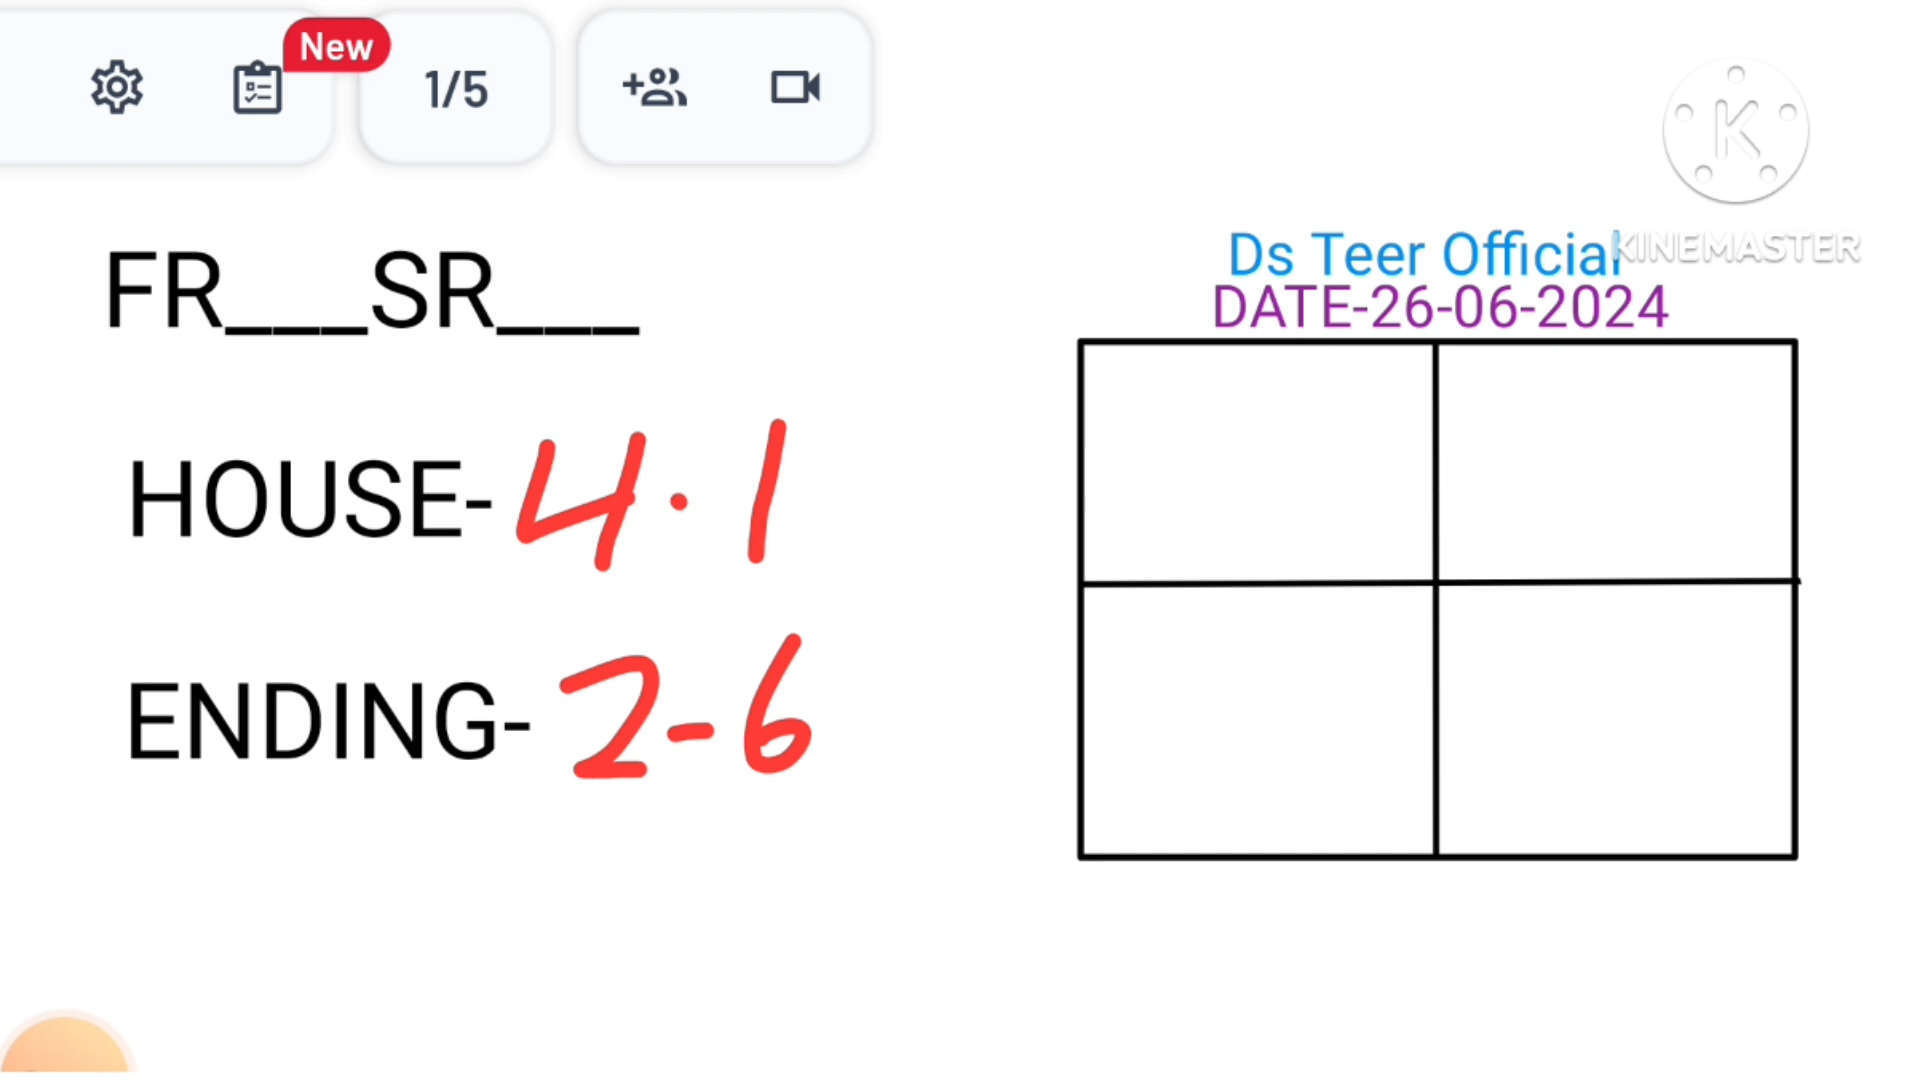 New
1/5
K
KINEMASTER
Ds Teer Official
DATE-26-06-2024
FR___SR___
HOUSE-4·1
ENDING-2-6